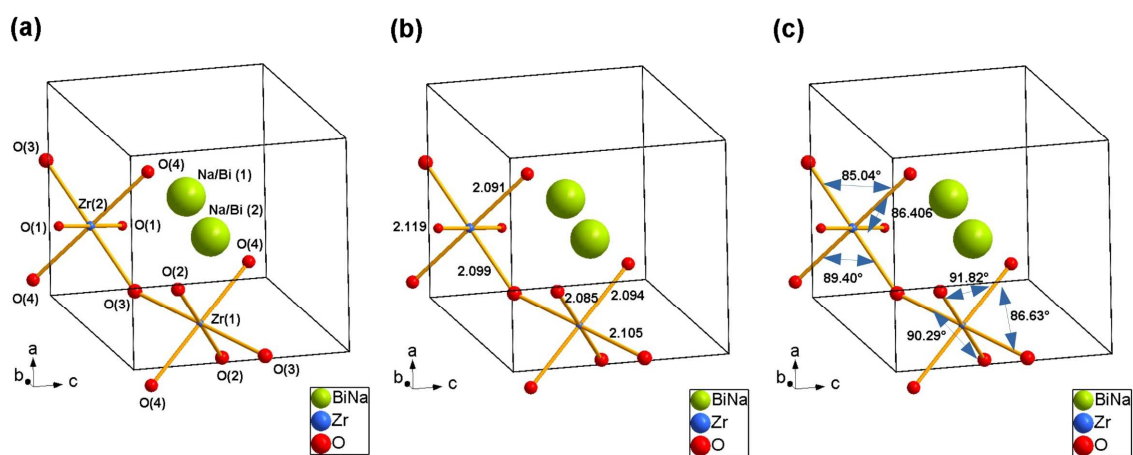 (a)
O(3)
O(4)
Na/Bi (1)
Zr(2)
O(1)
O(1)
Na/Bi (2)
O(4)
O(4)
O(2)
O(3)
Zr(1)
O(2)
O(3)
O(4)
a
b
c
BiNa
Zr
O
(b)
2.091
2.119
2.099
2.085
2.094
2.105
a
b
c
BiNa
Zr
O
(c)
85.04°
86.406
89.40°
91.82°
86.63°
90.29°
a
b
c
BiNa
Zr
O